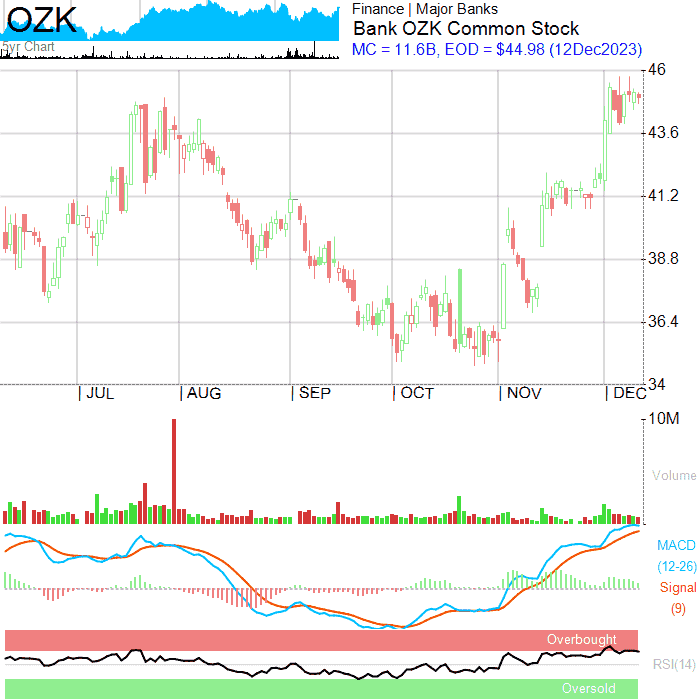 OZK
5yr Chart
Finance | Major Banks
Bank OZK Common Stock
MC = 11.6B, EOD = $44.98 (12Dec2023)
46
43.6
41.2
38.8
36.4
34
JUL
AUG
SEP
OCT
NOV
DEC
10M
Volume
MACD
(12-26)
Signal
(9)
Overbought
RSI(14)
Oversold